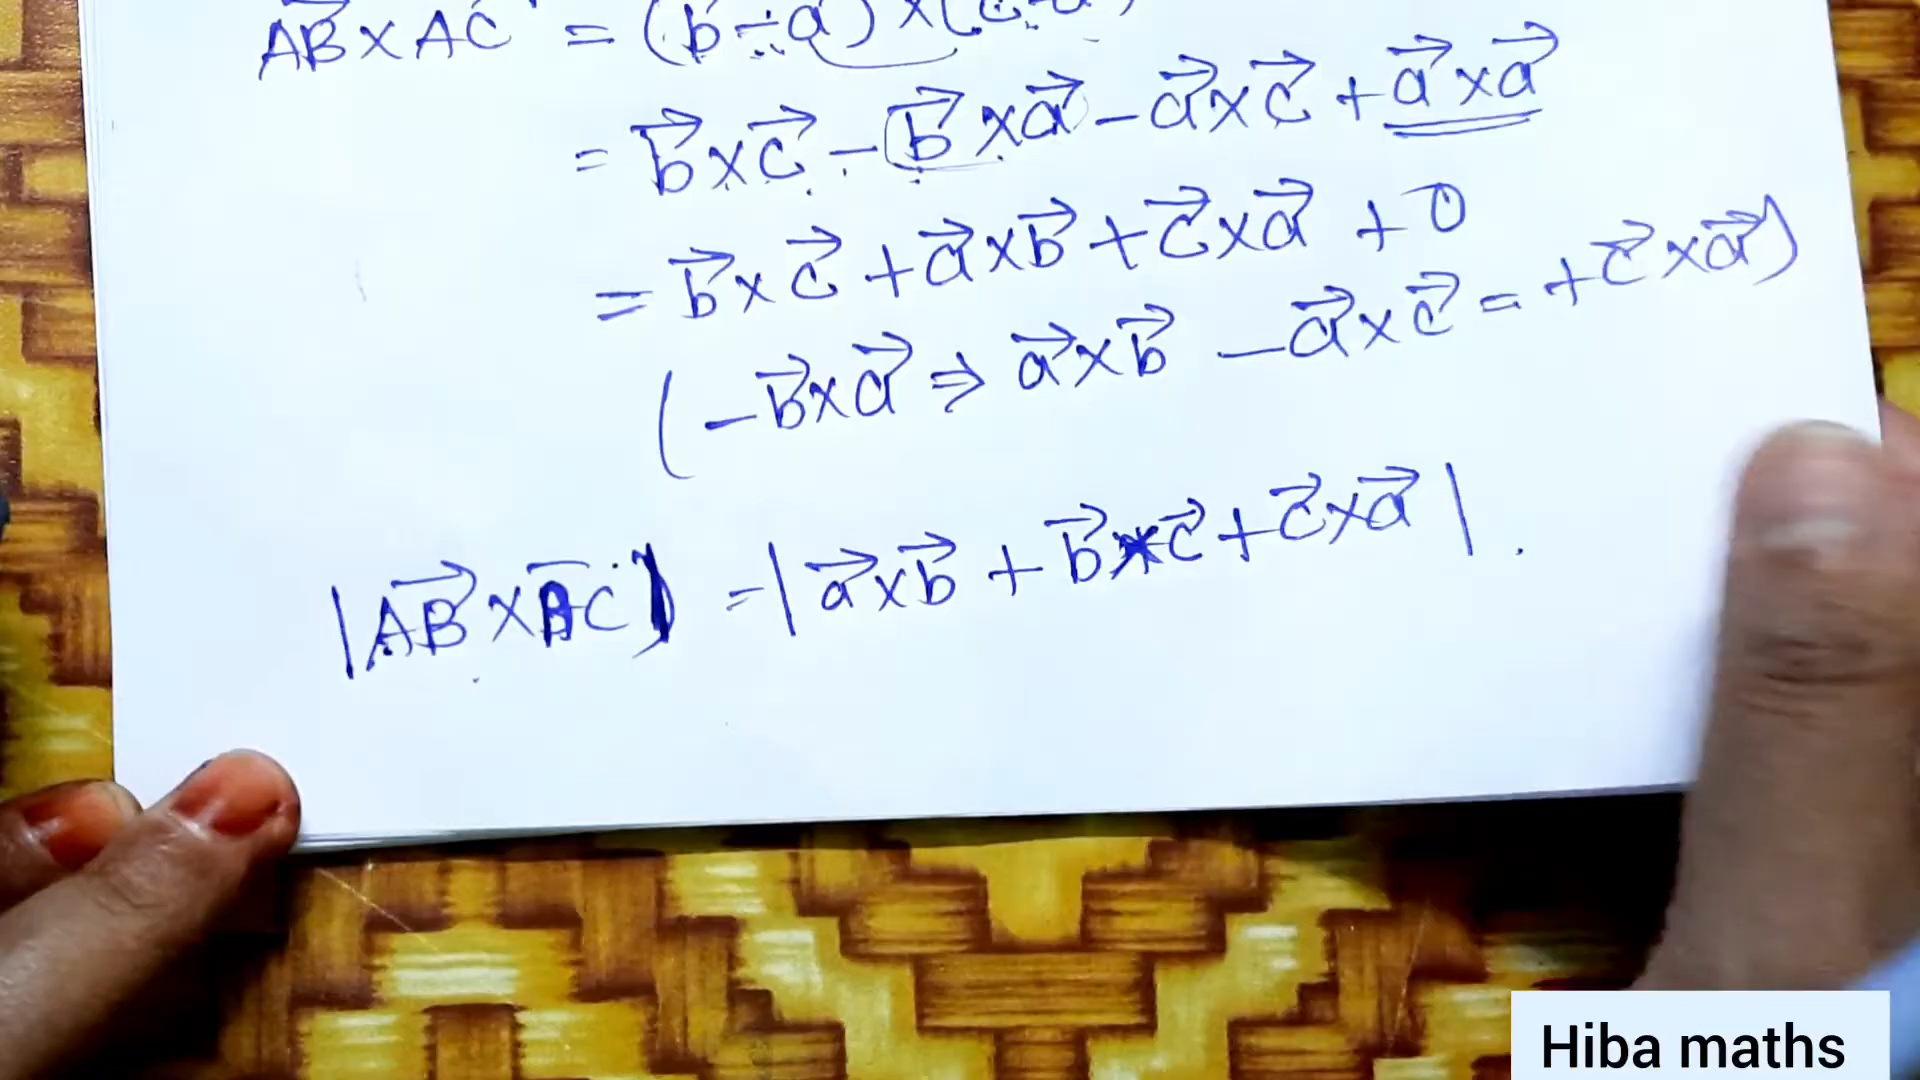 AB⃗ × AC⃗ = (b⃗ - a⃗) × (c⃗ - a⃗)
= b⃗ × c⃗ - b⃗ × a⃗ - a⃗ × c⃗ + a⃗ × a⃗
= b⃗ × c⃗ + a⃗ × b⃗ + c⃗ × a⃗ + 0
(-b⃗ × a⃗ ⇒ a⃗ × b⃗ - a⃗ × c⃗ = + c⃗ × a⃗)
|AB⃗ × AC⃗| = |a⃗ × b⃗ + b⃗ × c⃗ + c⃗ × a⃗|.
Hiba maths